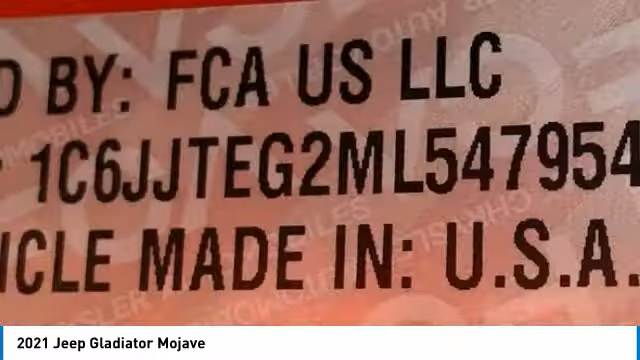 D BY: FCA US LLC
1C6JJTEG2ML547954
ICLE MADE IN: U.S.A.
2021 Jeep Gladiator Mojave